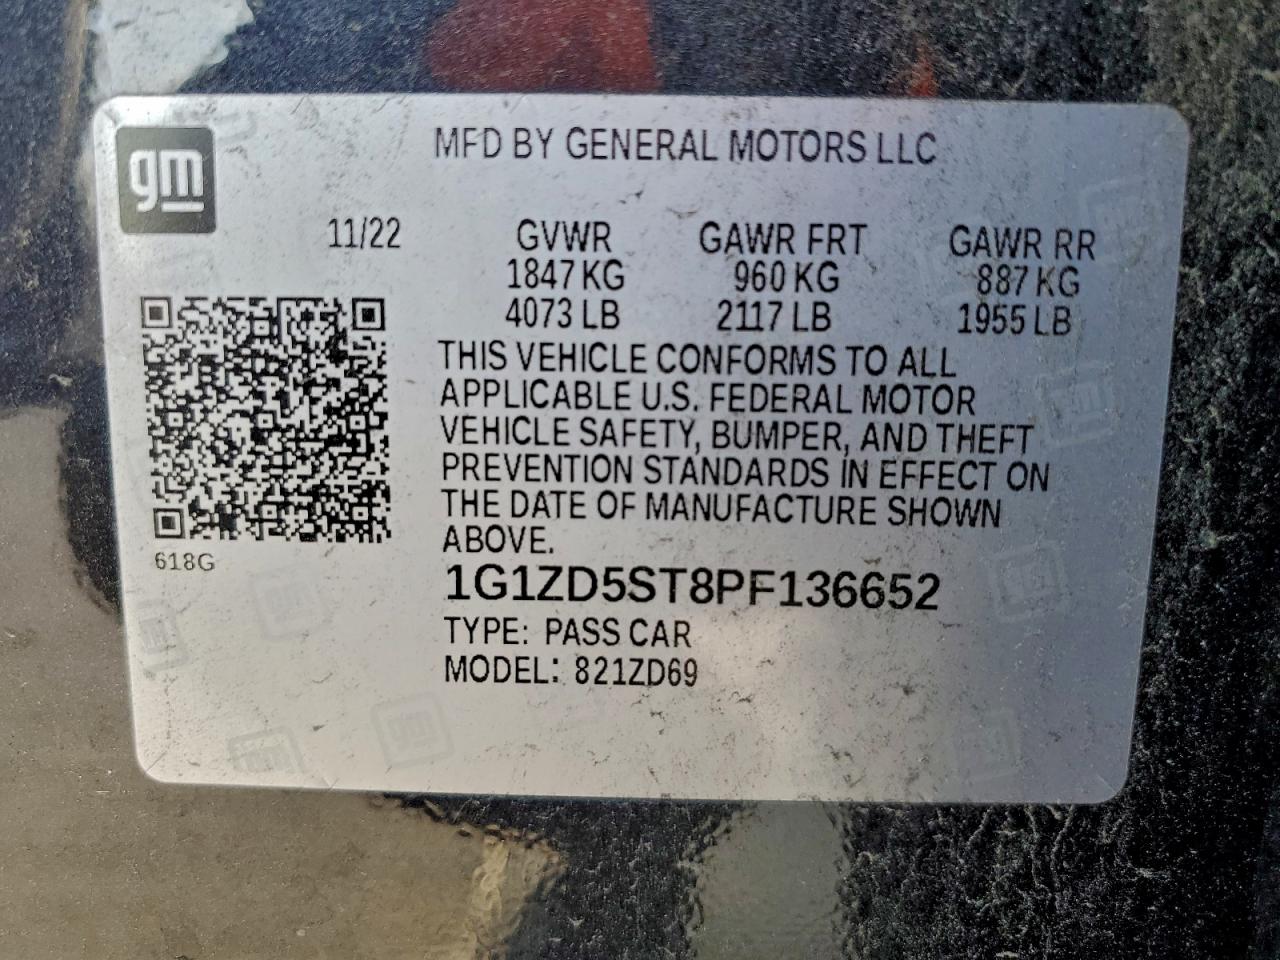 gm
MFD BY GENERAL MOTORS LLC
11/22 GVWR GAWR FRT GAWR RR
1847 KG 960 KG 887 KG
4073 LB 2117 LB 1955 LB
THIS VEHICLE CONFORMS TO ALL
APPLICABLE U.S. FEDERAL MOTOR
VEHICLE SAFETY, BUMPER, AND THEFT
PREVENTION STANDARDS IN EFFECT ON
THE DATE OF MANUFACTURE SHOWN
ABOVE.
618G
1G1ZD5ST8PF136652
TYPE: PASS CAR
MODEL: 821ZD69